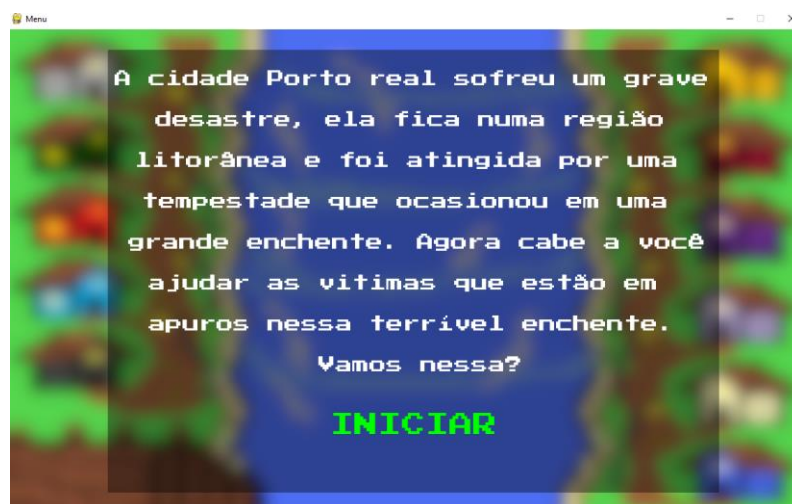 Menu
A cidade Porto real sofreu um grave
desastre, ela fica numa região
litorânea e foi atingida por uma
tempestade que ocasionou em uma
grande enchente. Agora cabe a você
ajudar as vitimas que estão em
apuros nessa terrível enchente.
Vamos nessa?
INICIAR